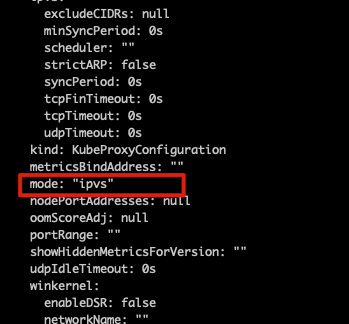 excludeCIDRs: null
minSyncPeriod: 0s
scheduler: ""
strictARP: false
syncPeriod: 0s
tcpFinTimeout: 0s
tcpTimeout: 0s
udpTimeout: 0s
kind: KubeProxyConfiguration
metricsBindAddress: ""
mode: "ipvs"
nodePortAddresses: null
oomScoreAdj: null
portRange: ""
showHiddenMetricsForVersion: ""
udpIdleTimeout: 0s
winkernel:
enableDSR: false
networkName: ""